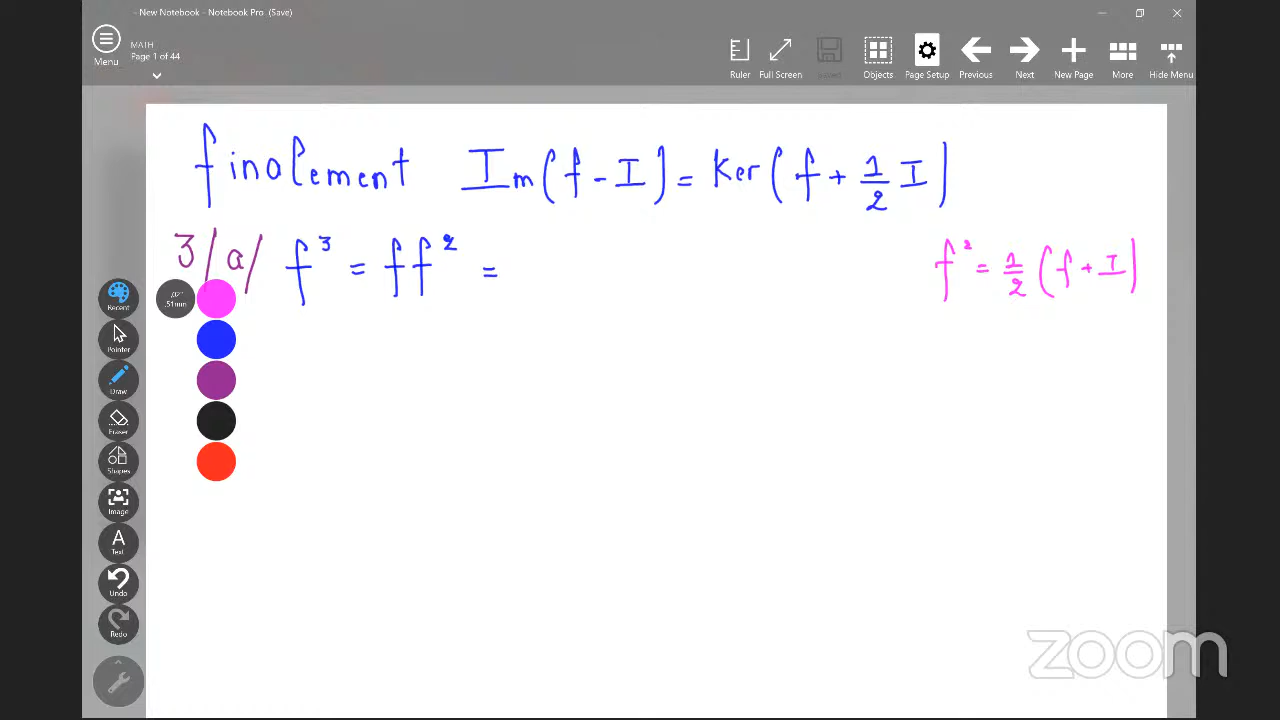 - New Notebook - Notebook Pro (Save)
Menu
MATH
Page 1 of 44
Ruler
Full Screen
Objects
Page Setup
Previous
Next
New Page
More
Hide Menu
finalement Im(f - I) = Ker(f + 1/2 I)
3/a/ f³ = ff² =
f² = 1/2 (f + I)
.02"
.51mm
Recent
Pointer
Draw
Eraser
Shapes
Image
A
Text
Undo
Redo
zoom